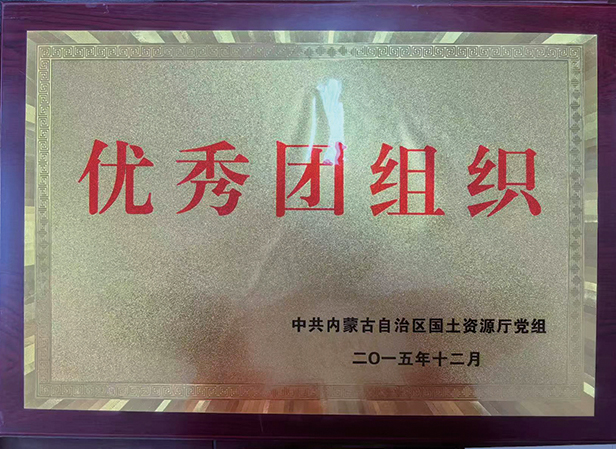 优秀团组织
中共内蒙古自治区国土资源厅党组
二〇一五年十二月